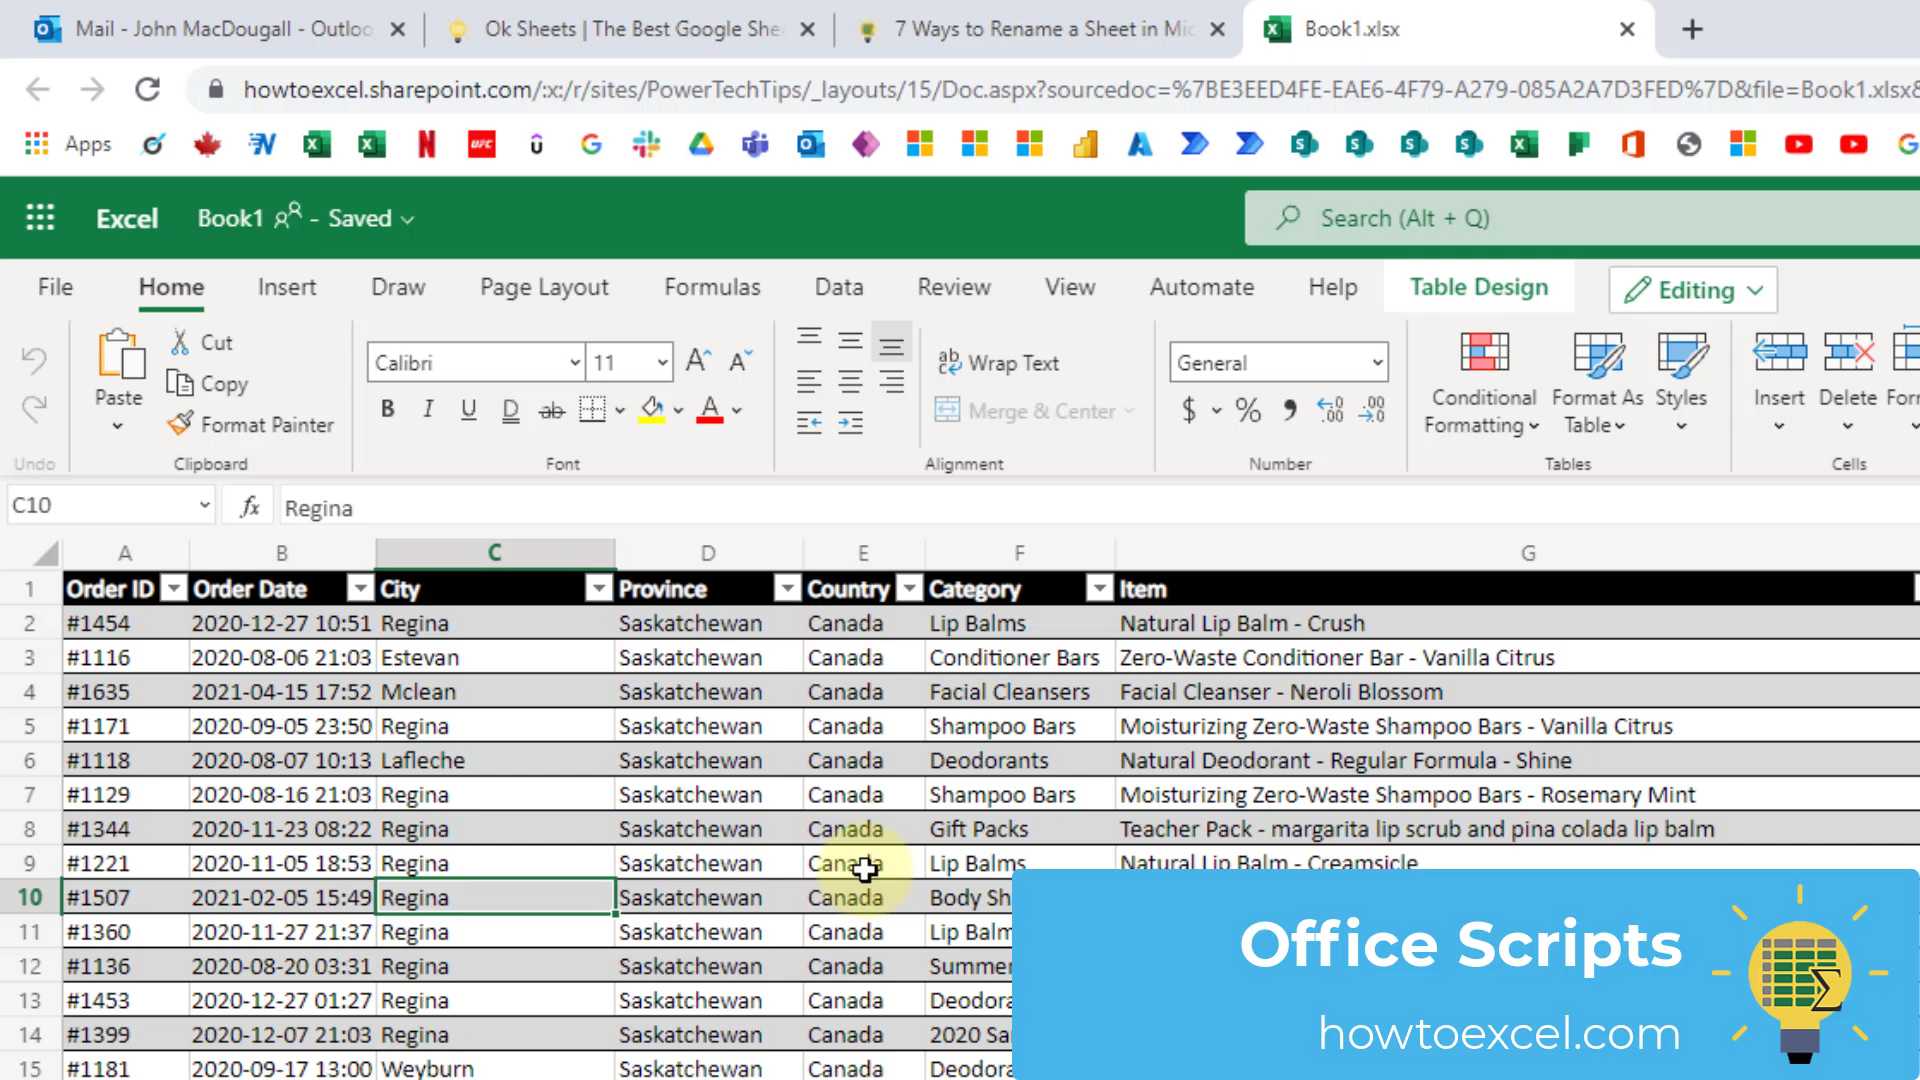 Mail - John MacDougall - Outloo
Ok Sheets | The Best Google She
7 Ways to Rename a Sheet in Mic
Book1.xlsx
howtoexcel.sharepoint.com/:x:/r/sites/PowerTechTips/_layouts/15/Doc.aspx?sourcedoc=%7BE3EED4FE-EAE6-4F79-A279-085A2A7D3FED%7D&file=Book1.xlsx&
Apps
Excel Book1 - Saved
Search (Alt + Q)
File Home Insert Draw Page Layout Formulas Data Review View Automate Help Table Design Editing
Paste
Cut
Copy
Format Painter
Undo
Clipboard
Calibri 11
Font
Wrap Text
Merge & Center
Alignment
General
Number
Conditional Formatting
Format As Table
Styles
Tables
Insert Delete Form
Cells
C10 fx Regina
A B C D E F G
1 Order ID Order Date City Province Country Category Item
2 #1454 2020-12-27 10:51 Regina Saskatchewan Canada Lip Balms Natural Lip Balm - Crush
3 #1116 2020-08-06 21:03 Estevan Saskatchewan Canada Conditioner Bars Zero-Waste Conditioner Bar - Vanilla Citrus
4 #1635 2021-04-15 17:52 Mclean Saskatchewan Canada Facial Cleansers Facial Cleanser - Neroli Blossom
5 #1171 2020-09-05 23:50 Regina Saskatchewan Canada Shampoo Bars Moisturizing Zero-Waste Shampoo Bars - Vanilla Citrus
6 #1118 2020-08-07 10:13 Lafleche Saskatchewan Canada Deodorants Natural Deodorant - Regular Formula - Shine
7 #1129 2020-08-16 21:03 Regina Saskatchewan Canada Shampoo Bars Moisturizing Zero-Waste Shampoo Bars - Rosemary Mint
8 #1344 2020-11-23 08:22 Regina Saskatchewan Canada Gift Packs Teacher Pack - margarita lip scrub and pina colada lip balm
9 #1221 2020-11-05 18:53 Regina Saskatchewan Canada Lip Balms Natural Lip Balm - Creamsicle
10 #1507 2021-02-05 15:49 Regina Saskatchewan Canada Body Sh
11 #1360 2020-11-27 21:37 Regina Saskatchewan Canada Lip Balm
12 #1136 2020-08-20 03:31 Regina Saskatchewan Canada Summer
13 #1453 2020-12-27 01:27 Regina Saskatchewan Canada Deodora
14 #1399 2020-12-07 21:03 Regina Saskatchewan Canada 2020 Sa
15 #1181 2020-09-17 13:00 Weyburn Saskatchewan Canada Deodora
Office Scripts
howtoexcel.com